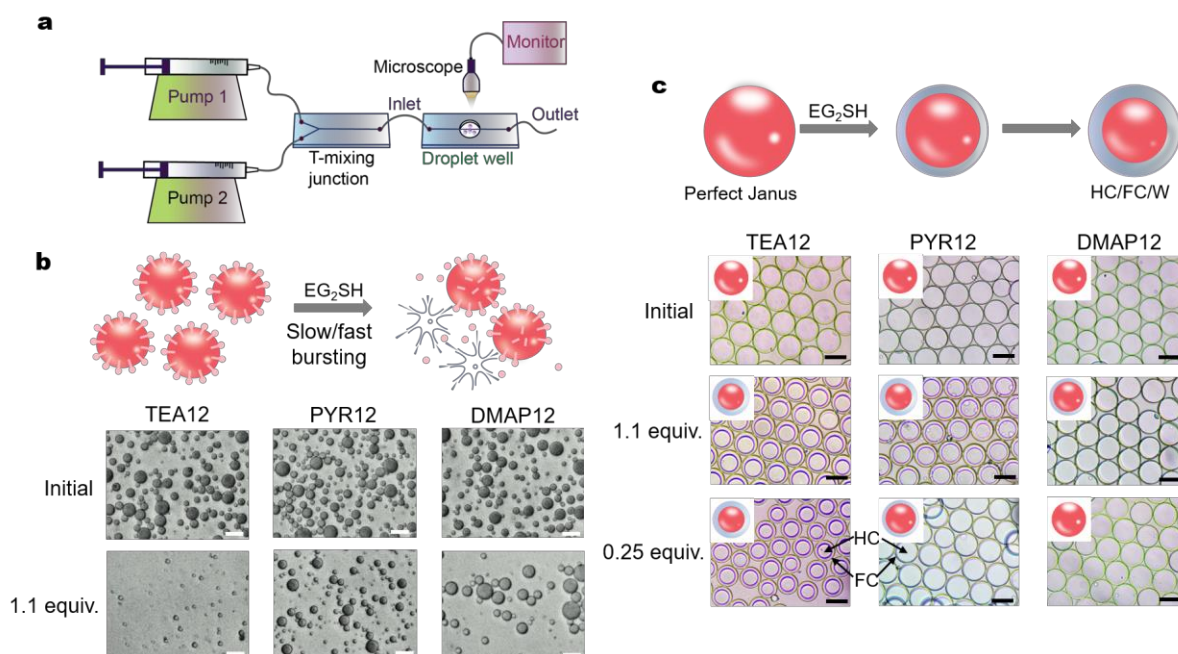 a
Monitor
Microscope
Pump 1
Inlet
Outlet
T-mixing
junction
Droplet well
Pump 2
b
EG₂SH
Slow/fast
bursting
TEA12 PYR12 DMAP12
Initial
1.1 equiv.
c
EG₂SH
Perfect Janus
HC/FC/W
TEA12 PYR12 DMAP12
Initial
1.1 equiv.
0.25 equiv.
HC
FC